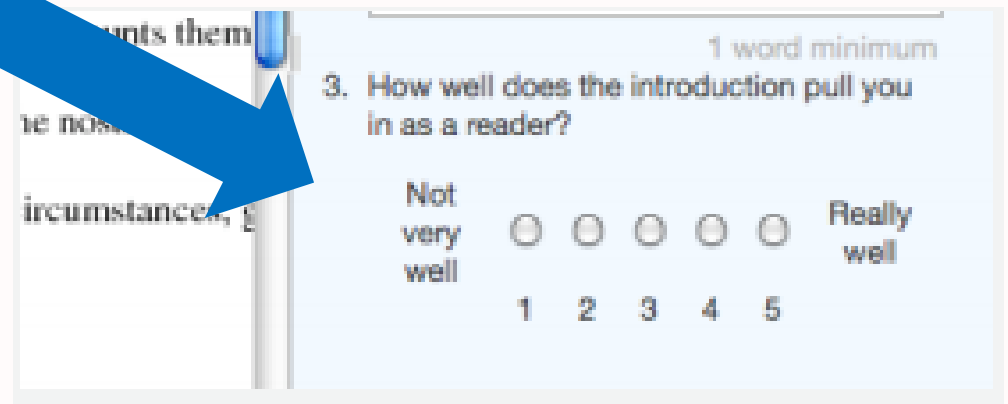 unts them
1 word minimum
3. How well does the introduction pull you
in as a reader?
ircumstances, g
Not
very
well
Really
well
1 2 3 4 5